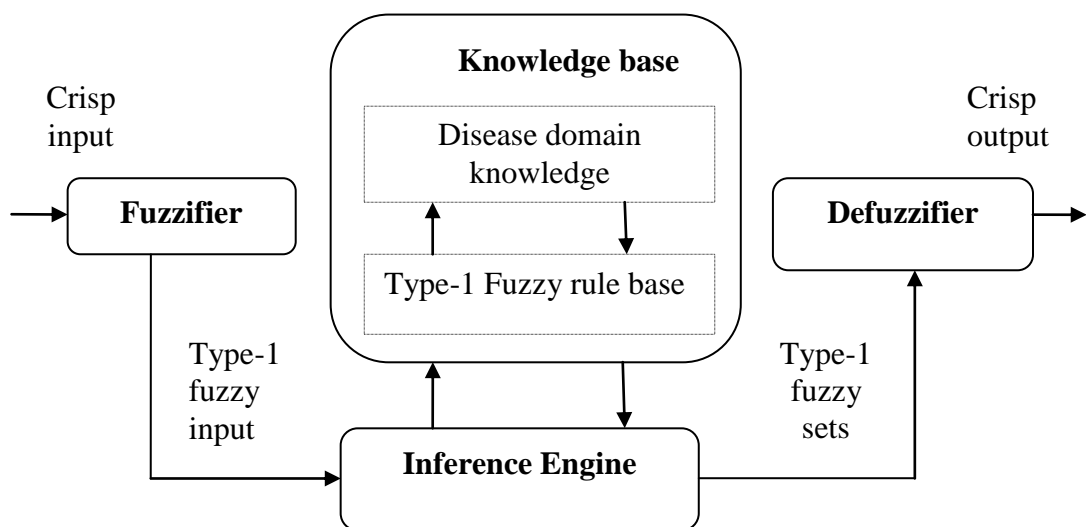 Knowledge base
Crisp
input
Crisp
output
Disease domain
knowledge
Fuzzifier
Defuzzifier
Type-1 Fuzzy rule base
Type-1
fuzzy
input
Type-1
fuzzy
sets
Inference Engine